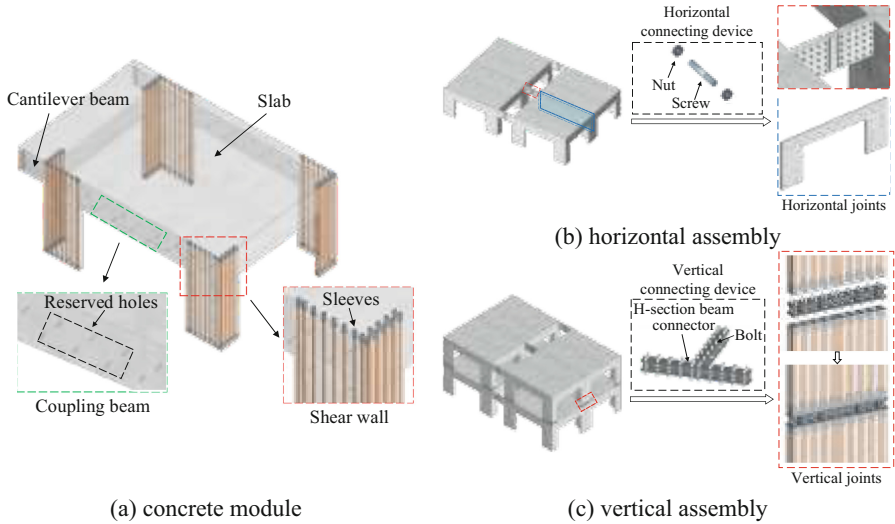 Cantilever beam
Slab
Reserved holes
Coupling beam
Sleeves
Shear wall
(a) concrete module
Horizontal
connecting device
Nut
Screw
Horizontal joints
(b) horizontal assembly
Vertical
connecting device
H-section beam
connector
Bolt
Vertical joints
(c) vertical assembly